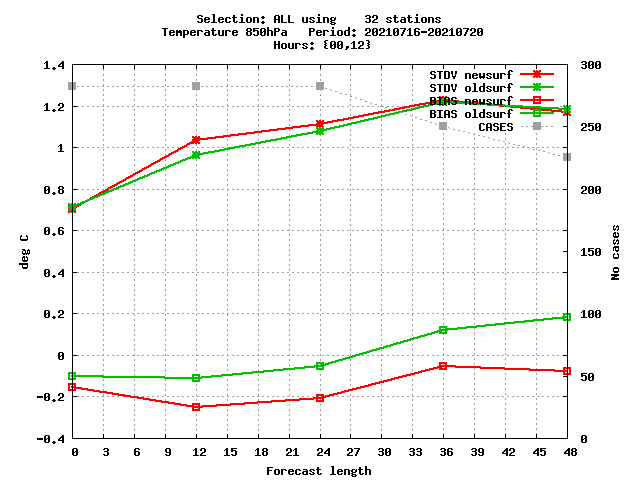 Selection: ALL using    32 stations
Temperature 850hPa   Period: 20210716-20210720
Hours: {00,12}
1.4
1.2
1
0.8
0.6
0.4
0.2
0
-0.2
-0.4
deg C
300
250
200
150
100
50
0
No cases
STDV newsurf
STDV oldsurf
BIAS newsurf
BIAS oldsurf
CASES
0 3 6 9 12 15 18 21 24 27 30 33 36 39 42 45 48
Forecast length